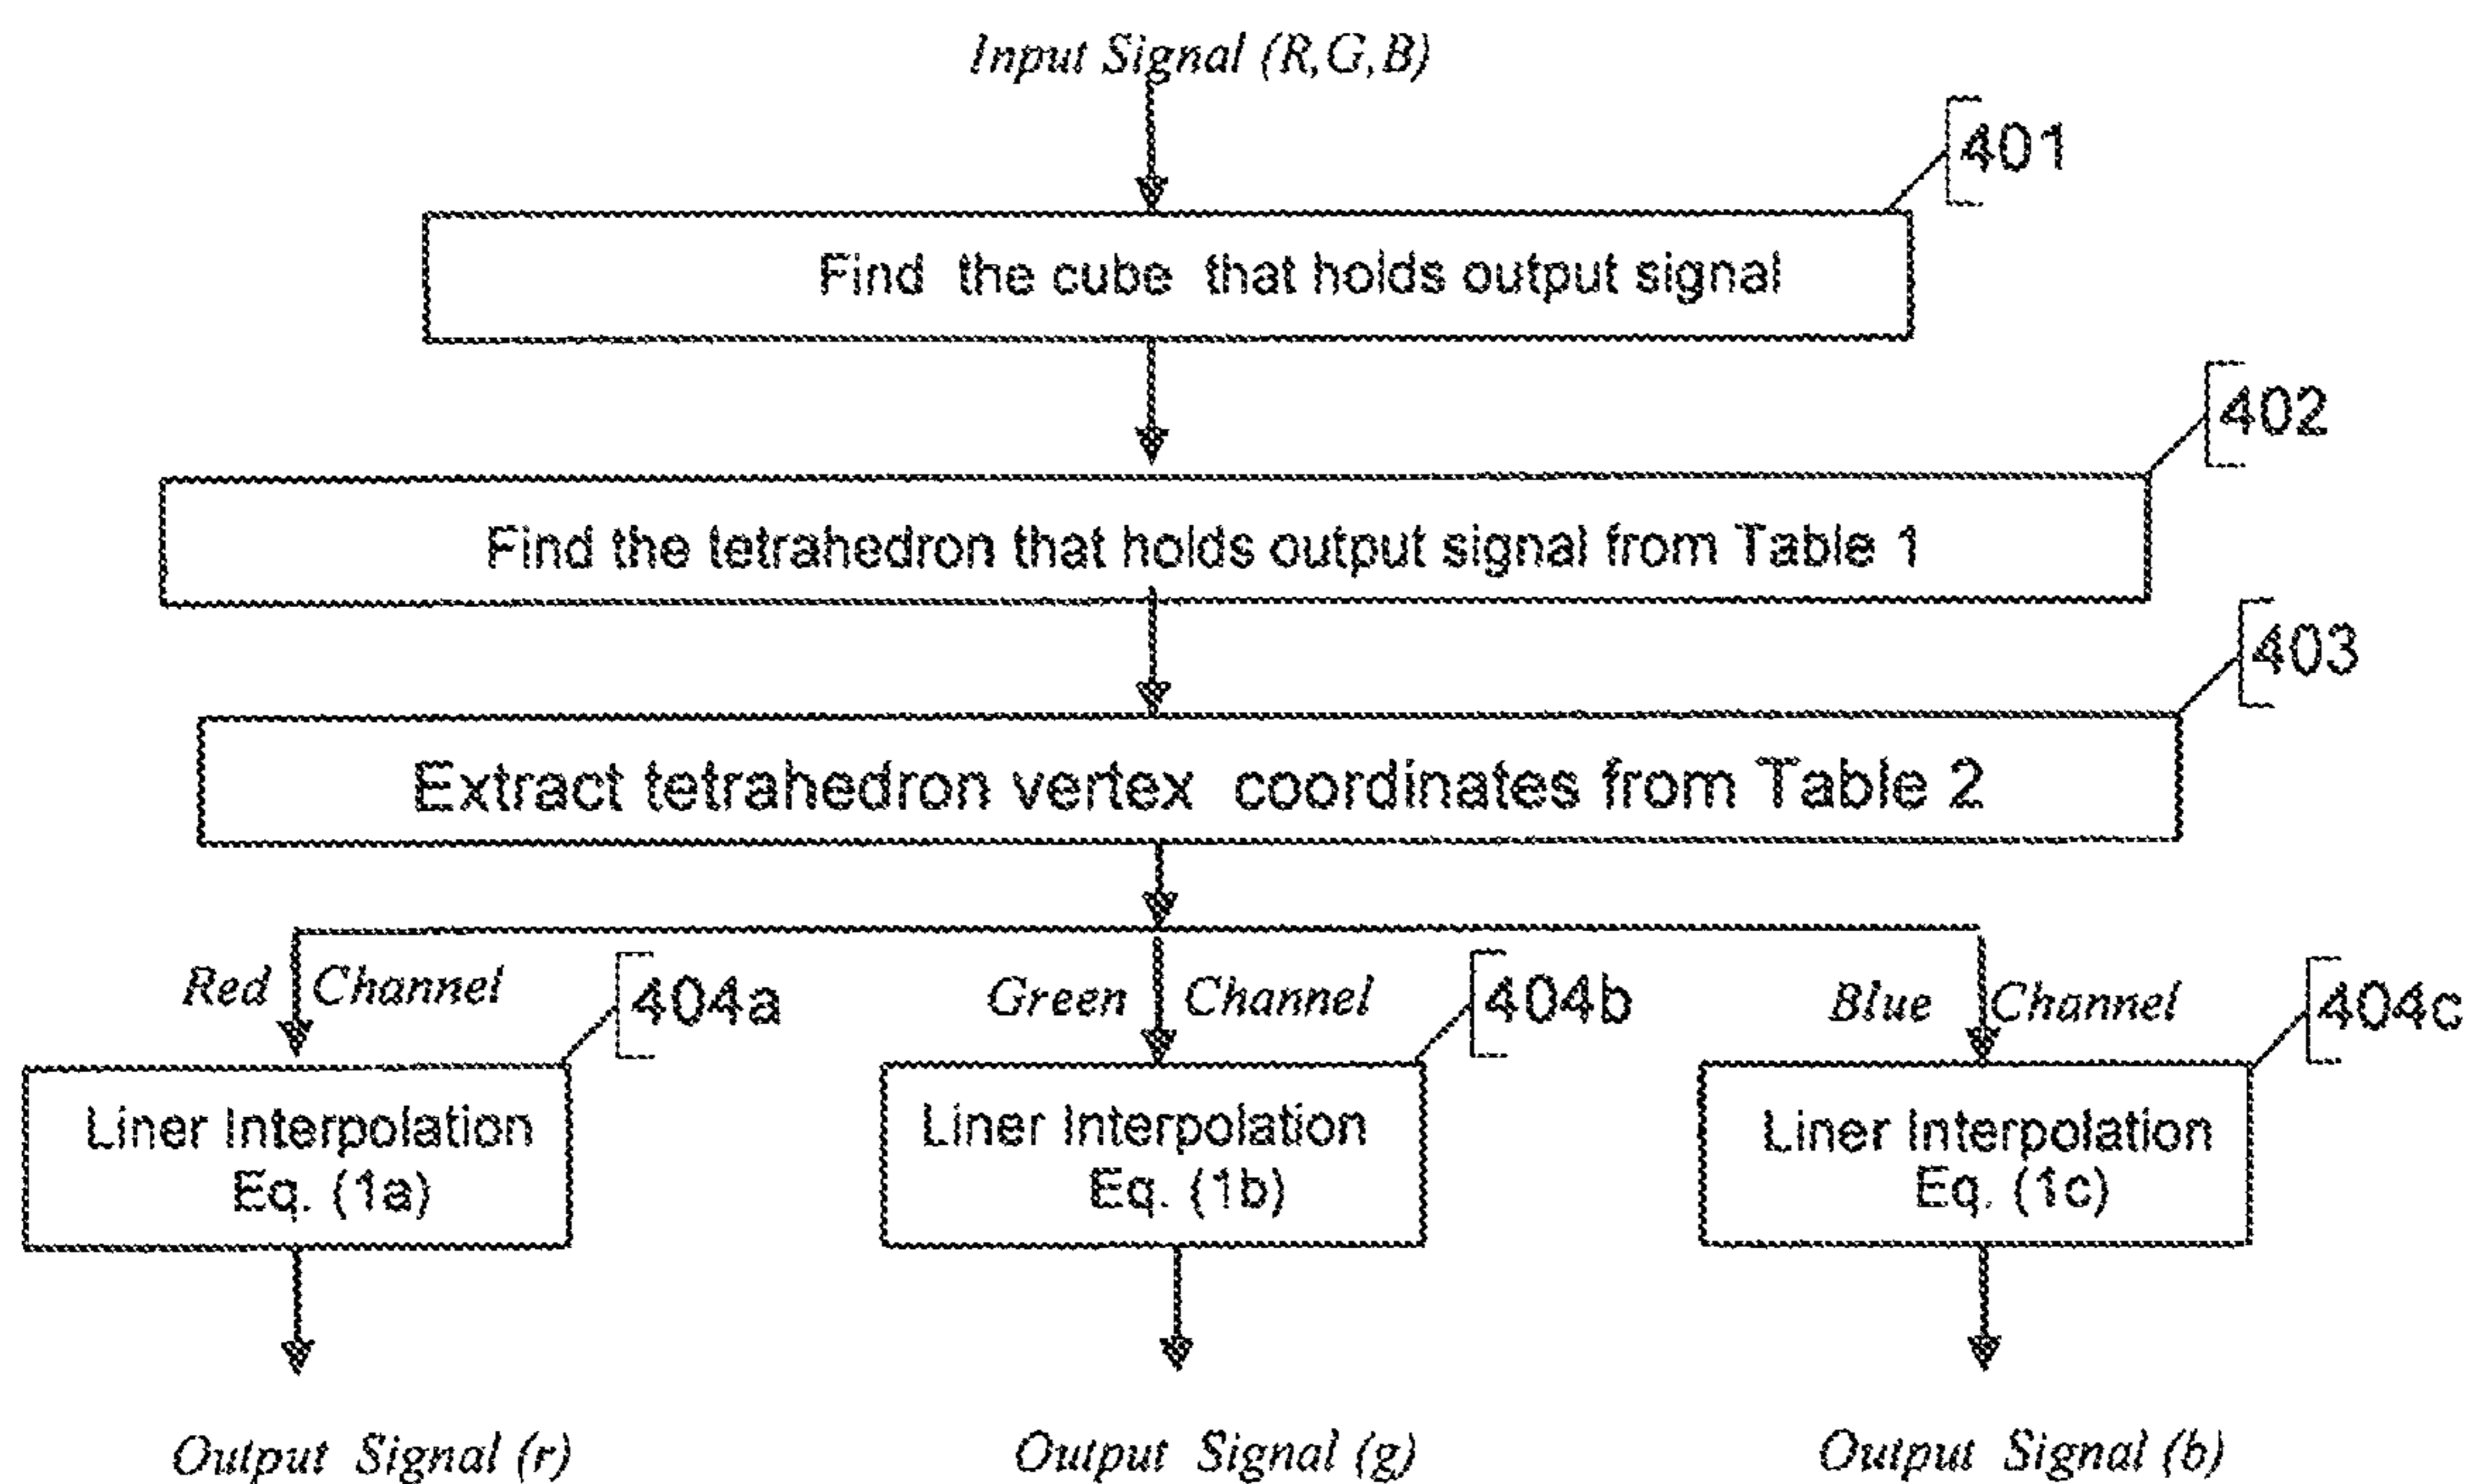 Input Signal (R,G,B)
401
Find the cube that holds output signal
402
Find the tetrahedron that holds output signal from Table 1
403
Extract tetrahedron vertex coordinates from Table 2
Red Channel
404a
Green Channel
404b
Blue Channel
404c
Liner Interpolation
Eq. (1a)
Liner Interpolation
Eq. (1b)
Liner Interpolation
Eq. (1c)
Output Signal (r)
Output Signal (g)
Output Signal (b)